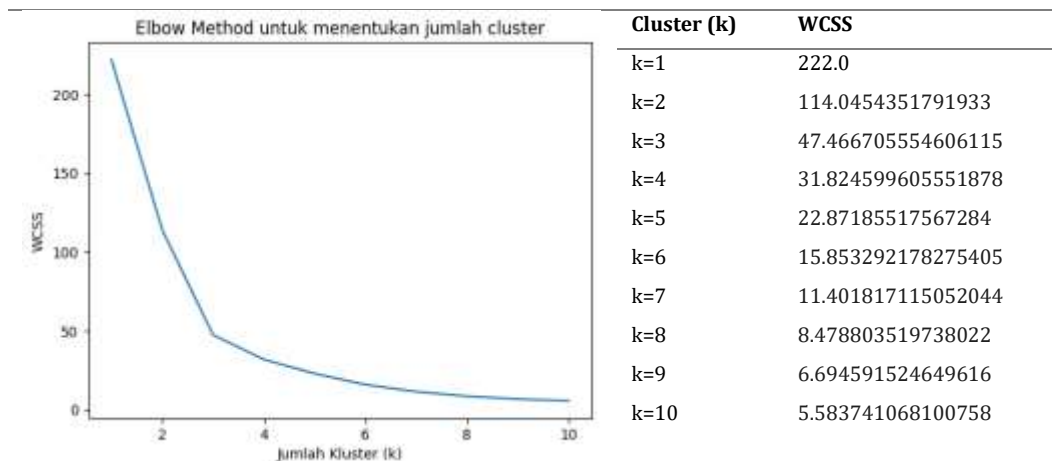 Elbow Method untuk menentukan jumlah cluster
200
150
100
50
0
WCSS
2 4 6 8 10
Jumlah Kluster (k)
Cluster (k) WCSS
k=1 222.0
k=2 114.0454351791933
k=3 47.466705554606115
k=4 31.824599605551878
k=5 22.87185517567284
k=6 15.853292178275405
k=7 11.401817115052044
k=8 8.478803519738022
k=9 6.694591524649616
k=10 5.583741068100758